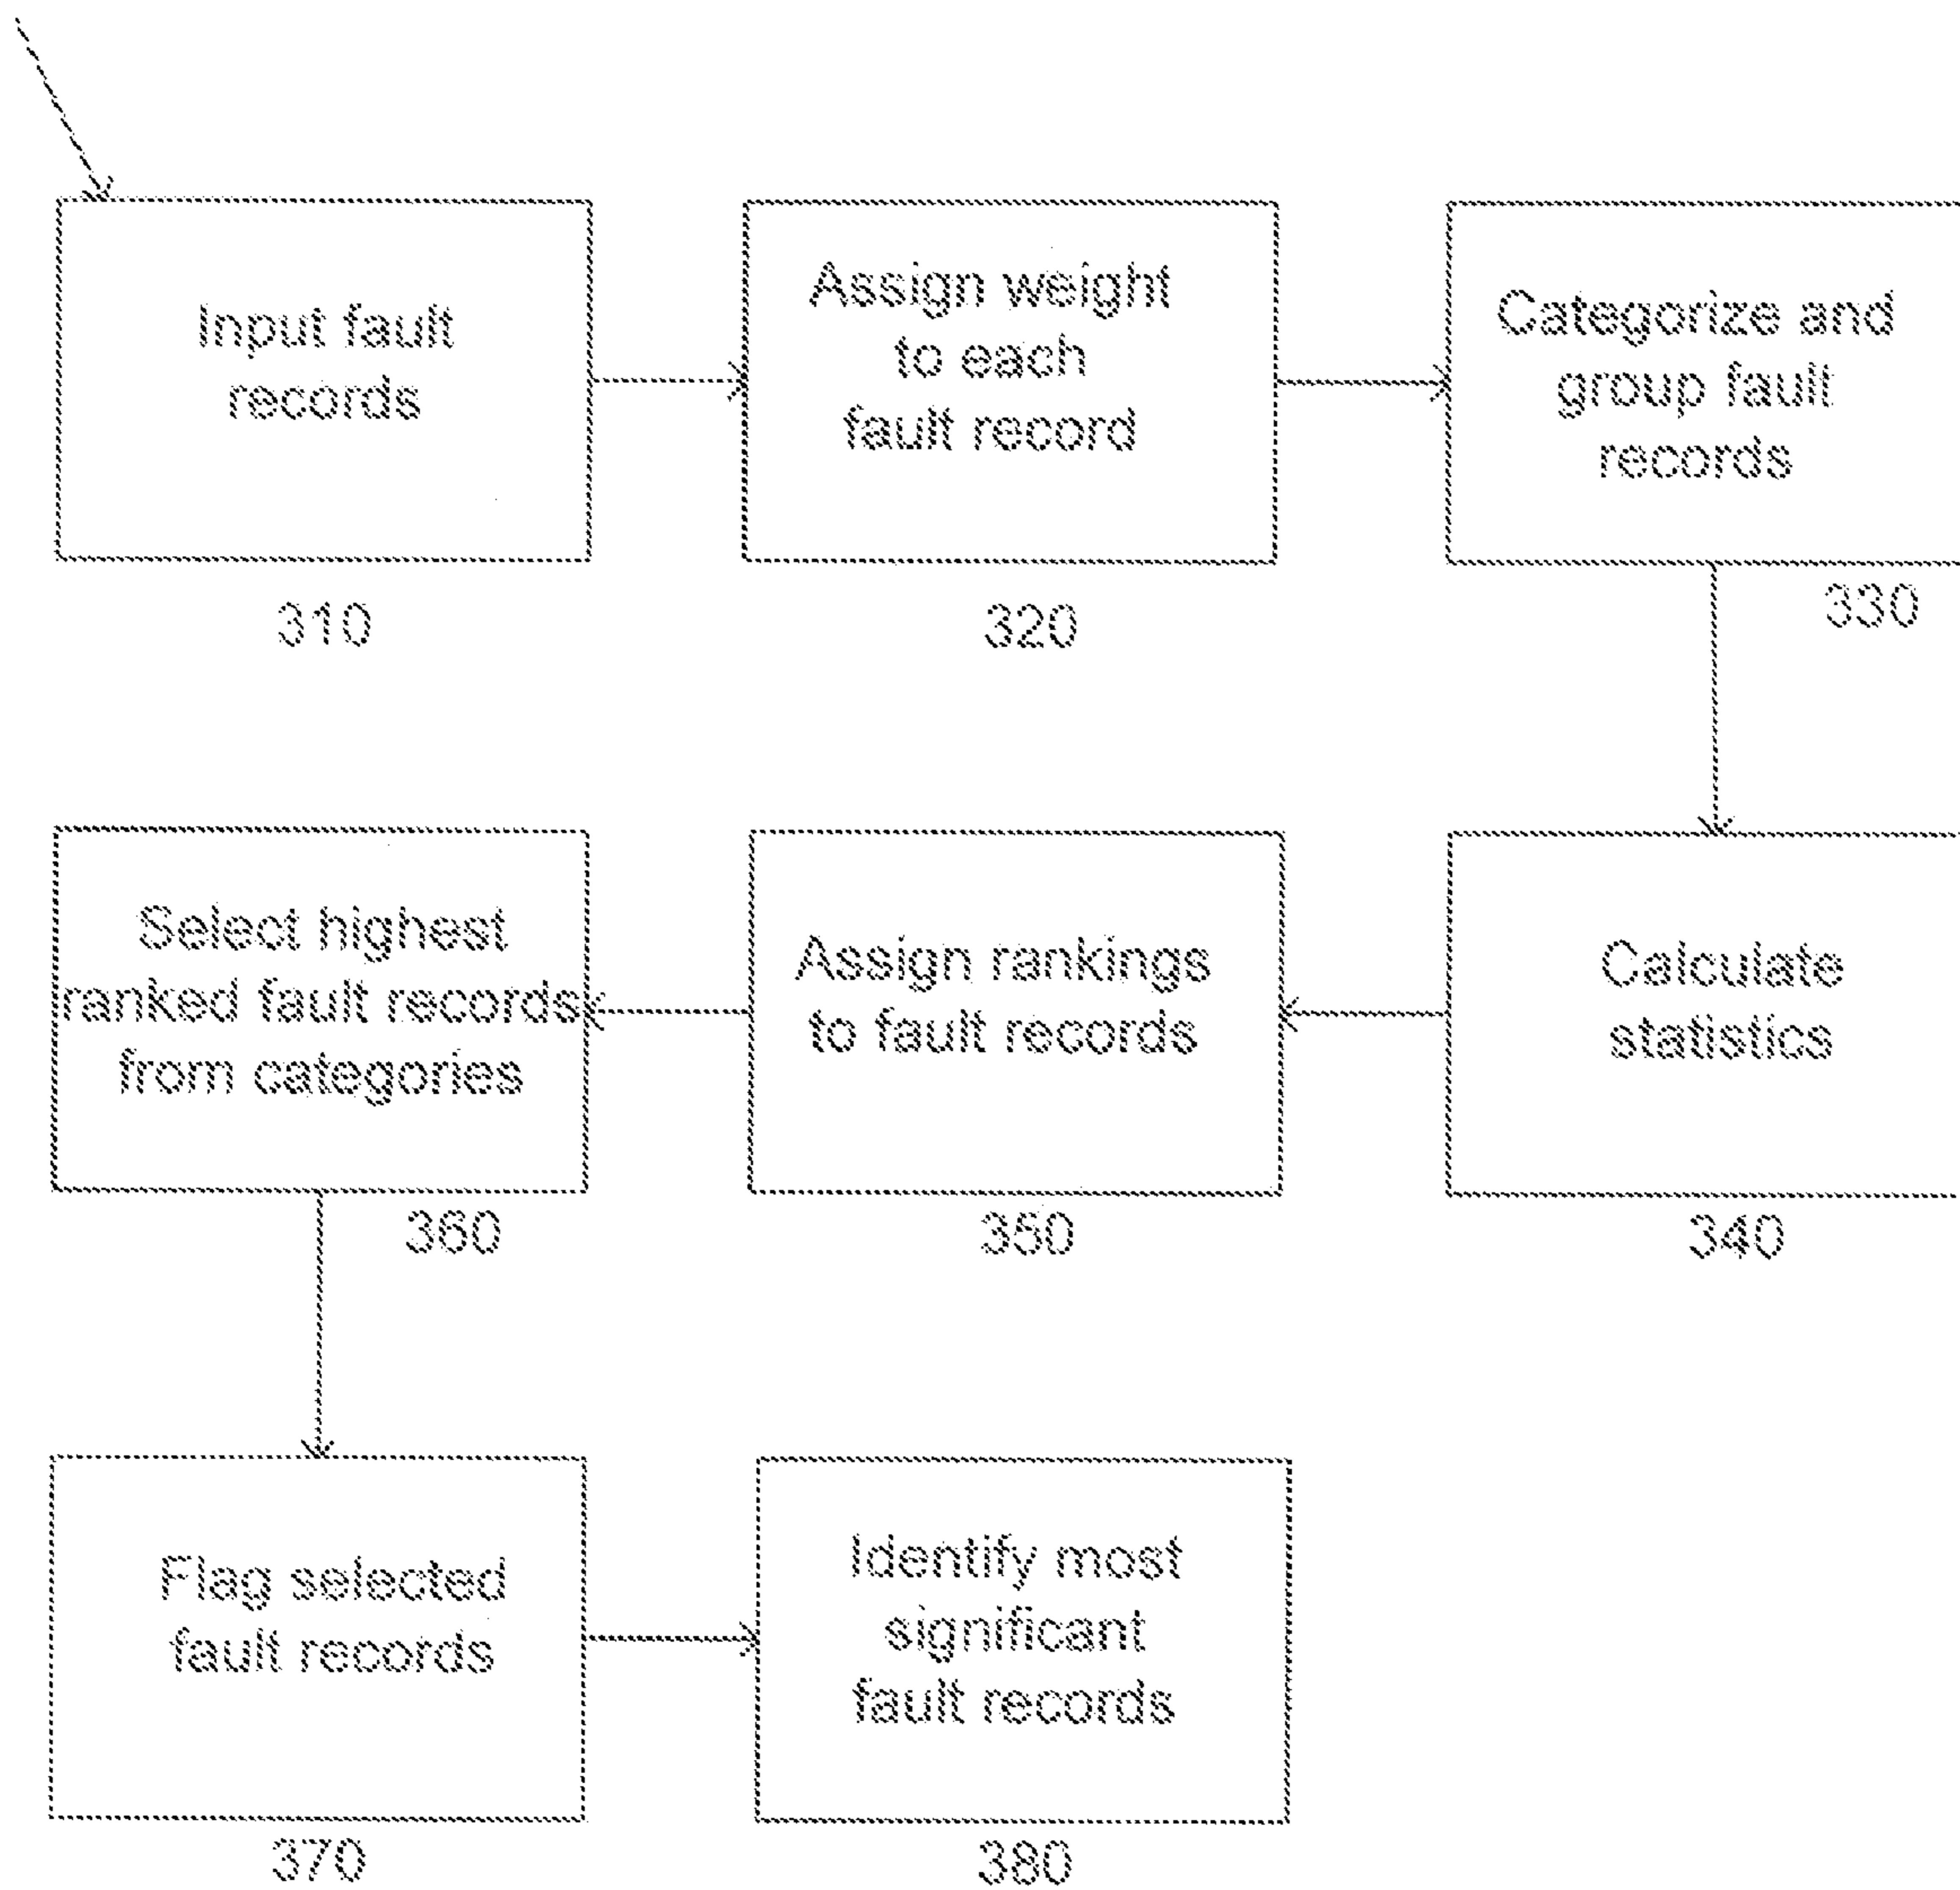 Input fault
records
310
Assign weight
to each
fault record
320
Categorize and
group fault
records
330
Calculate
statistics
340
Assign rankings
to fault records
350
Select highest
ranked fault records
from categories
360
Flag selected
fault records
370
Identify most
significant
fault records
380